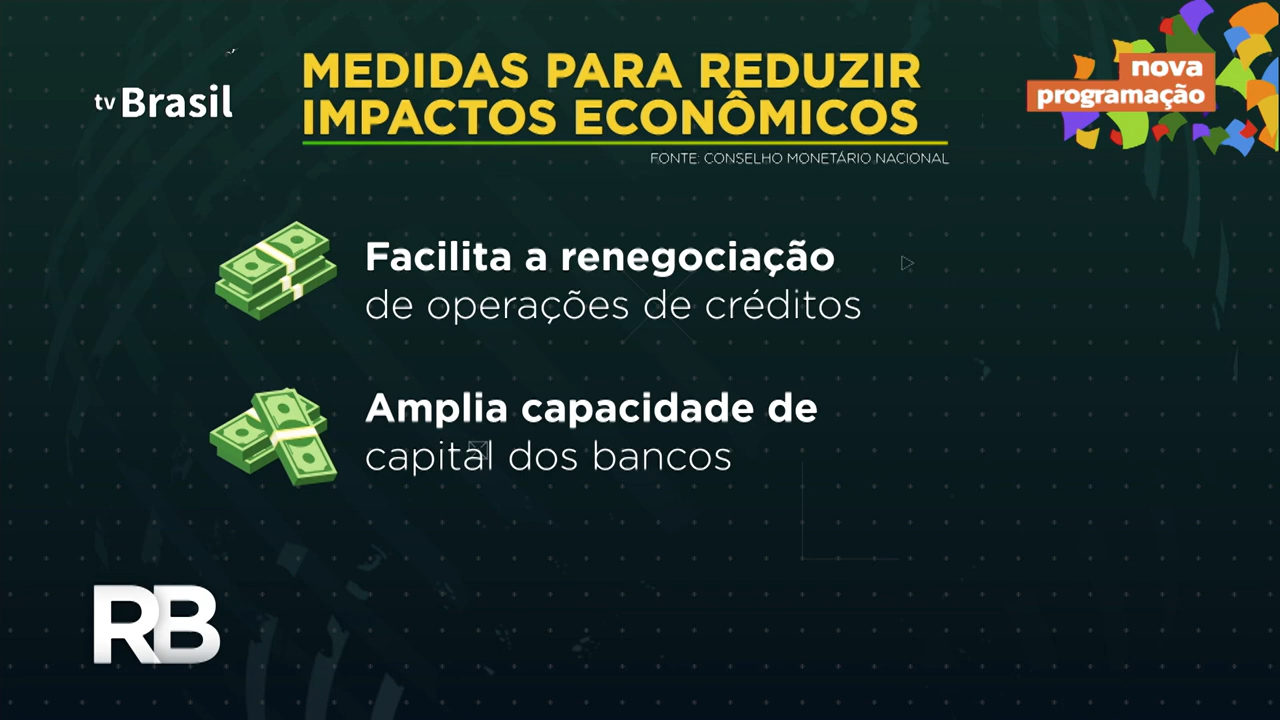 tv Brasil
MEDIDAS PARA REDUZIR
IMPACTOS ECONÔMICOS
FONTE: CONSELHO MONETÁRIO NACIONAL
nova
programação
Facilita a renegociação
de operações de créditos
Amplia capacidade de
capital dos bancos
RB